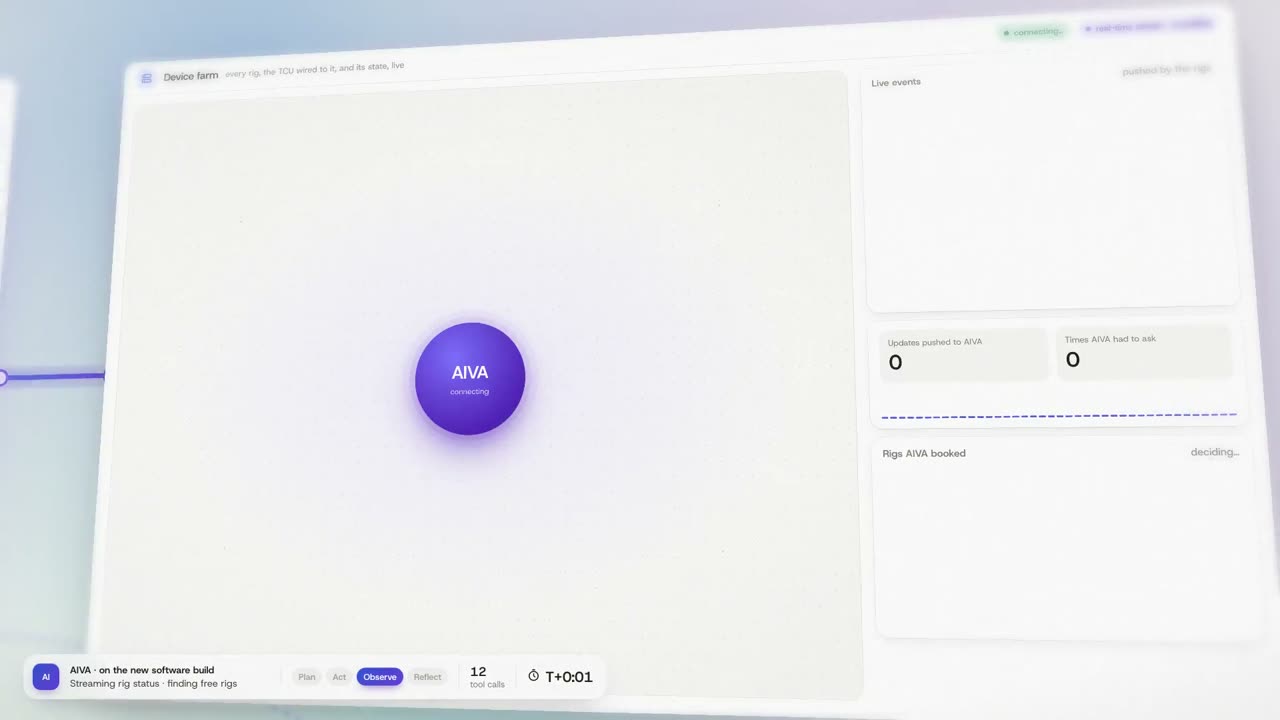 Device farm every rig, the TCU wired to it, and its state, live
connecting…
real-time
Live events
pushed by the rigs
AIVA
connecting
Updates pushed to AIVA
0
Times AIVA had to ask
0
Rigs AIVA booked
deciding…
AI
AIVA · on the new software build
Streaming rig status · finding free rigs
Plan
Act
Observe
Reflect
12
tool calls
T+0:01